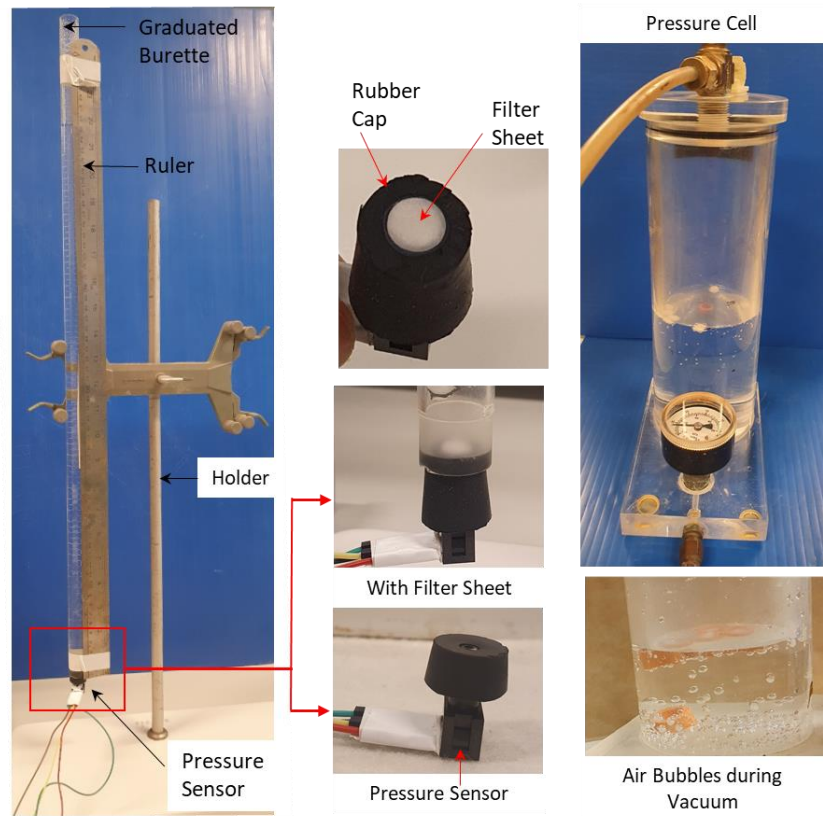 Graduated
Burette
Ruler
Holder
Pressure
Sensor
Rubber
Cap
Filter
Sheet
With Filter Sheet
Pressure Sensor
Pressure Cell
Air Bubbles during
Vacuum